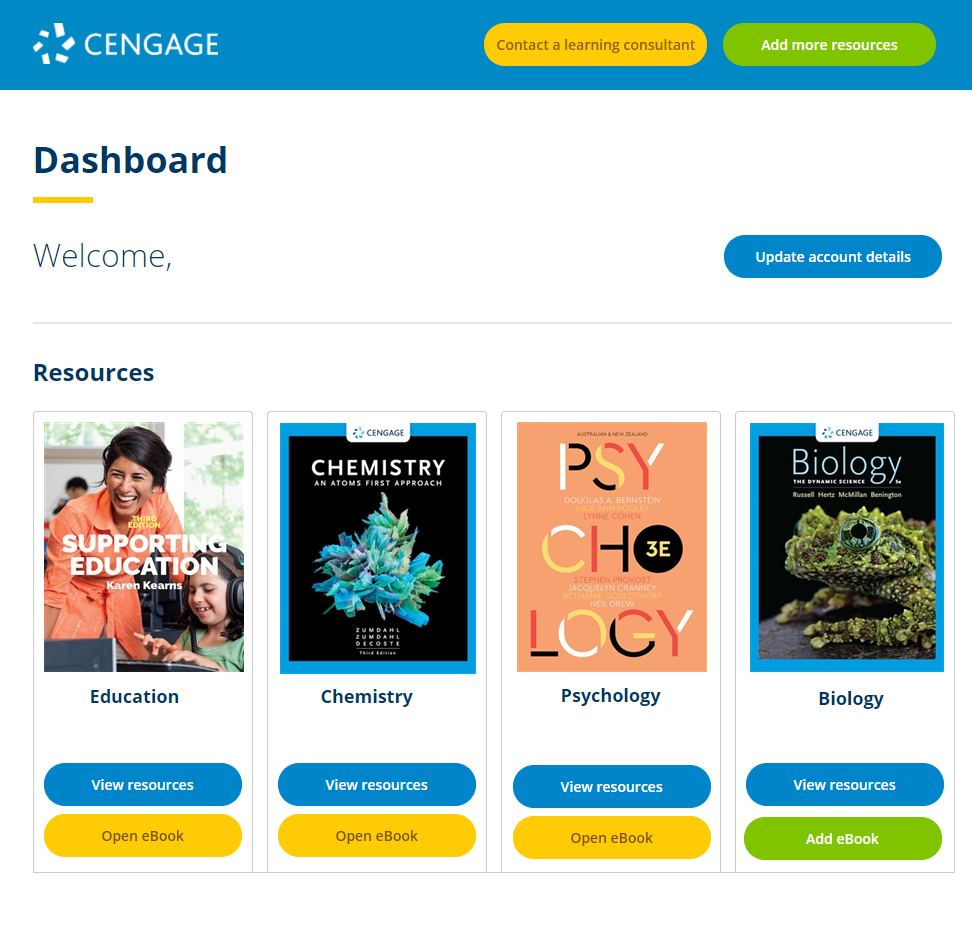 CENGAGE
Contact a learning consultant
Add more resources
Dashboard
Welcome,
Update account details
Resources
THIRD
EDITION
SUPPORTING
EDUCATION
Karen Kearns
Education
View resources
Open eBook
CENGAGE
CHEMISTRY
AN ATOMS FIRST APPROACH
ZUMDAHL
ZUMDAHL
DECOSTE
Third Edition
Chemistry
View resources
Open eBook
AUSTRALIAN & NEW ZEALAND
PSY
DOUGLAS A. BERNSTEIN
JULIE ANN POOLEY
LYNNE COHEN
CHO
3E
STEPHEN PROVOST
JACQUELYN CRANNEY
BETHANIE GOULDTHORP
NEIL DREW
LOGY
Psychology
View resources
Open eBook
CENGAGE
Biology
THE DYNAMIC SCIENCE 5e
Russell Hertz McMillan Benington
Biology
View resources
Add eBook